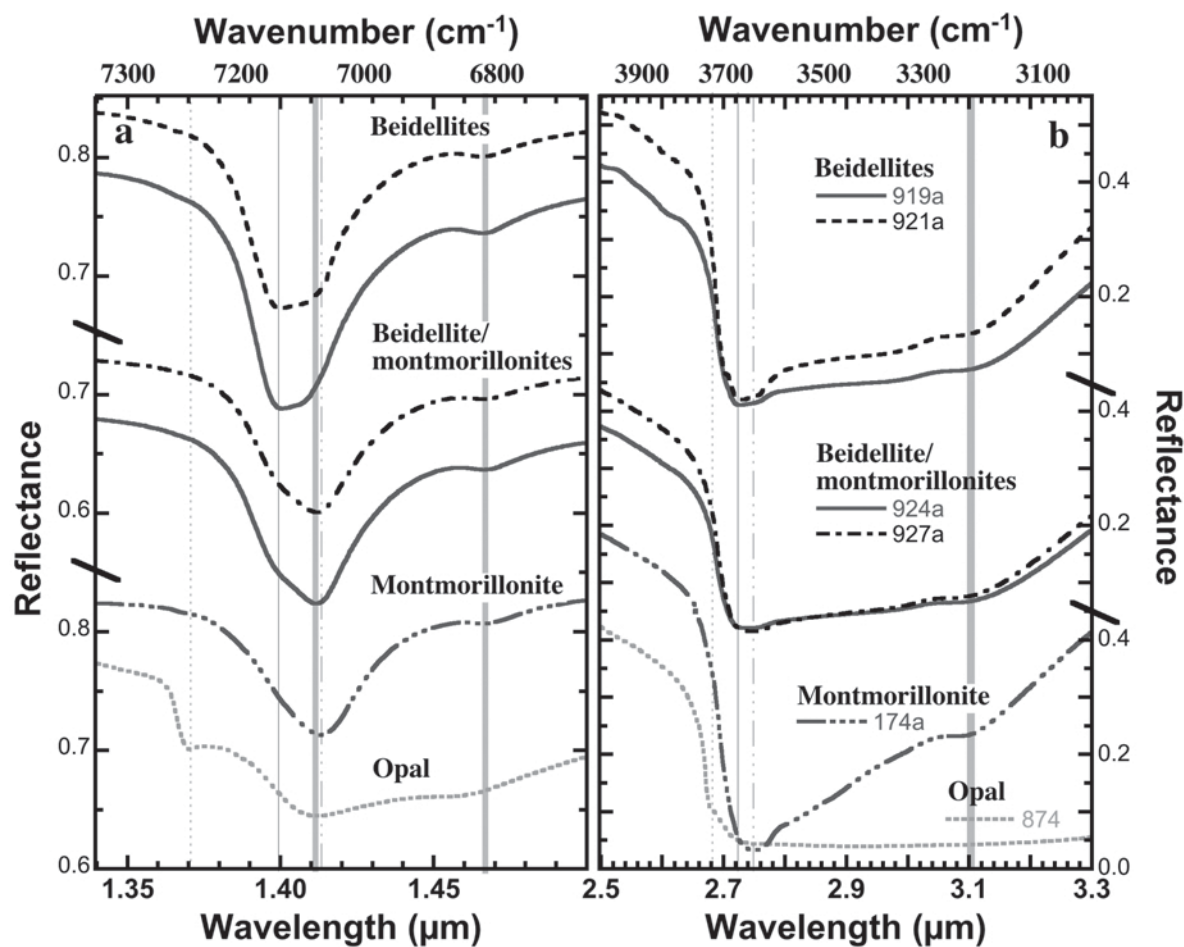 Wavenumber (cm-1)
7300 7200 7000 6800
a
Beidellites
0.8
0.7
Beidellite/
montmorillonites
0.7
0.6
Montmorillonite
0.8
0.7
Opal
0.6
Reflectance
1.35 1.40 1.45
Wavelength (µm)
Wavenumber (cm-1)
3900 3700 3500 3300 3100
b
Beidellites
919a
921a
0.4
0.2
Beidellite/
montmorillonites
924a
927a
0.4
0.2
Montmorillonite
174a
Opal
874
0.4
0.2
0.0
Reflectance
2.5 2.7 2.9 3.1 3.3
Wavelength (µm)